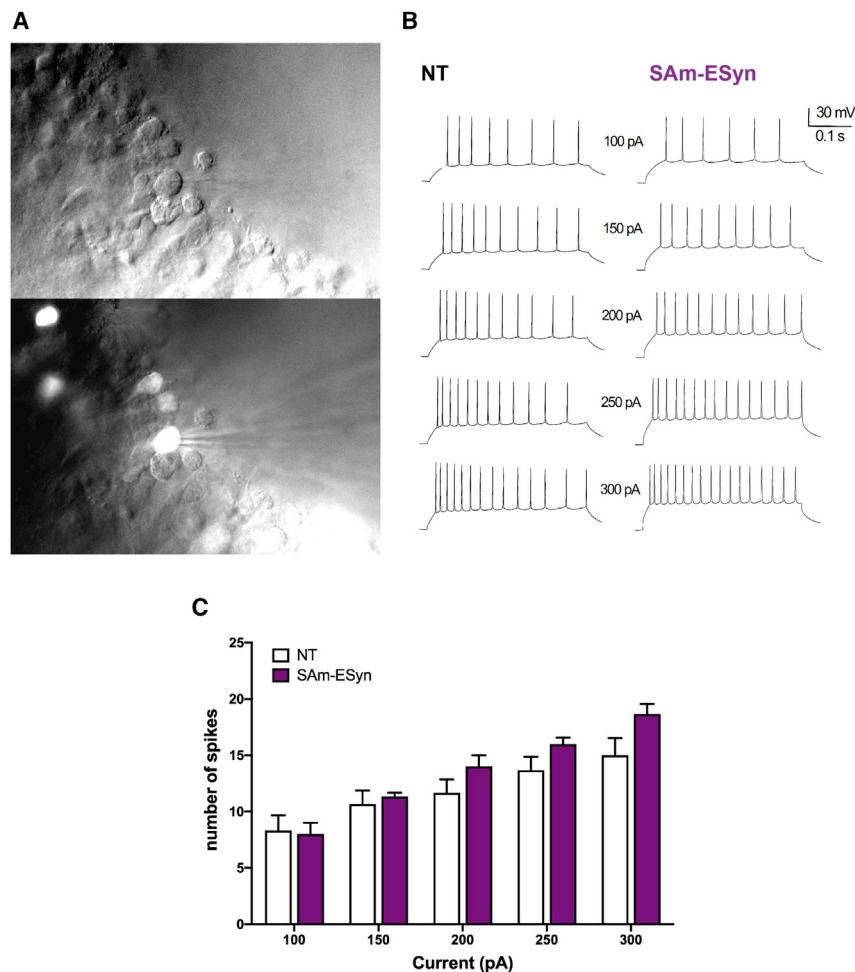 A
B
NT
SAm-ESyn
30 mV
0.1 s
100 pA
150 pA
200 pA
250 pA
300 pA
C
25
20
15
10
5
0
number of spikes
NT
SAm-ESyn
100
150
200
250
300
Current (pA)